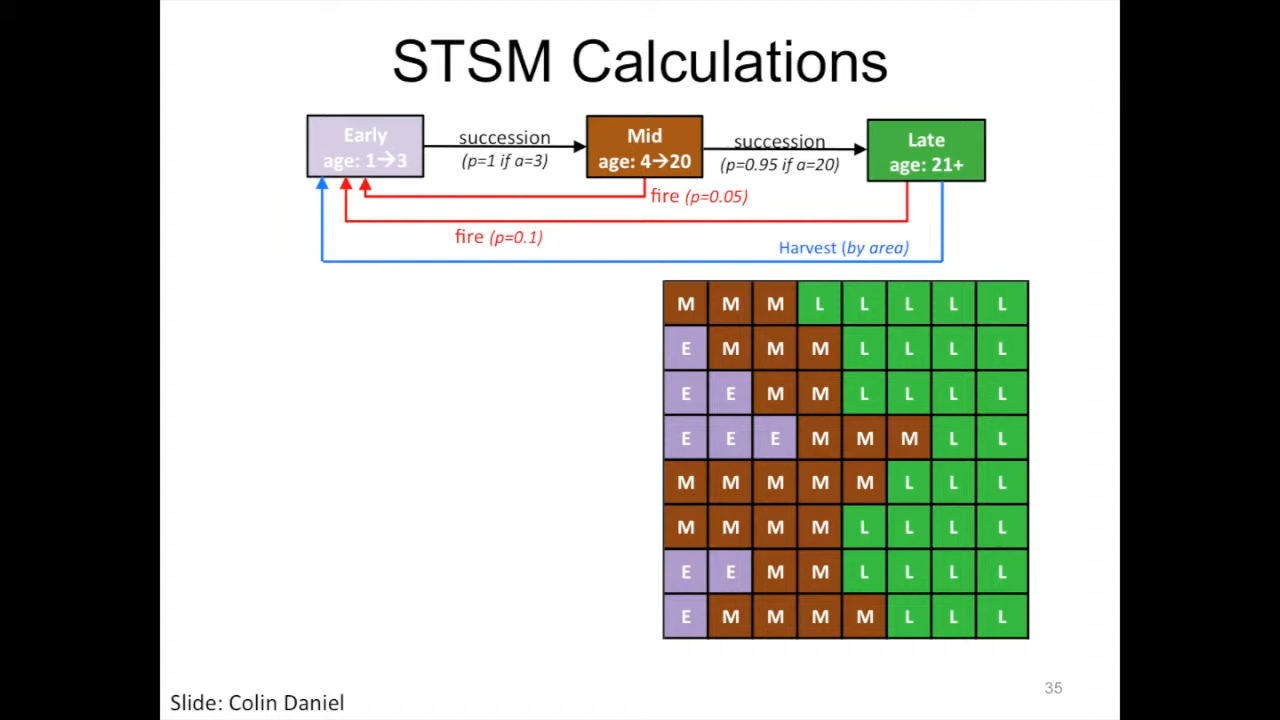 STSM Calculations
Early
age: 1→3
succession
(p=1 if a=3)
Mid
age: 4→20
succession
(p=0.95 if a=20)
Late
age: 21+
fire (p=0.05)
fire (p=0.1)
Harvest (by area)
M M M L L L L L
E M M M L L L L
E E M M L L L L
E E E M M M L L
M M M M M L L L
M M M M L L L L
E E M M L L L L
E M M M M L L L
35
Slide: Colin Daniel